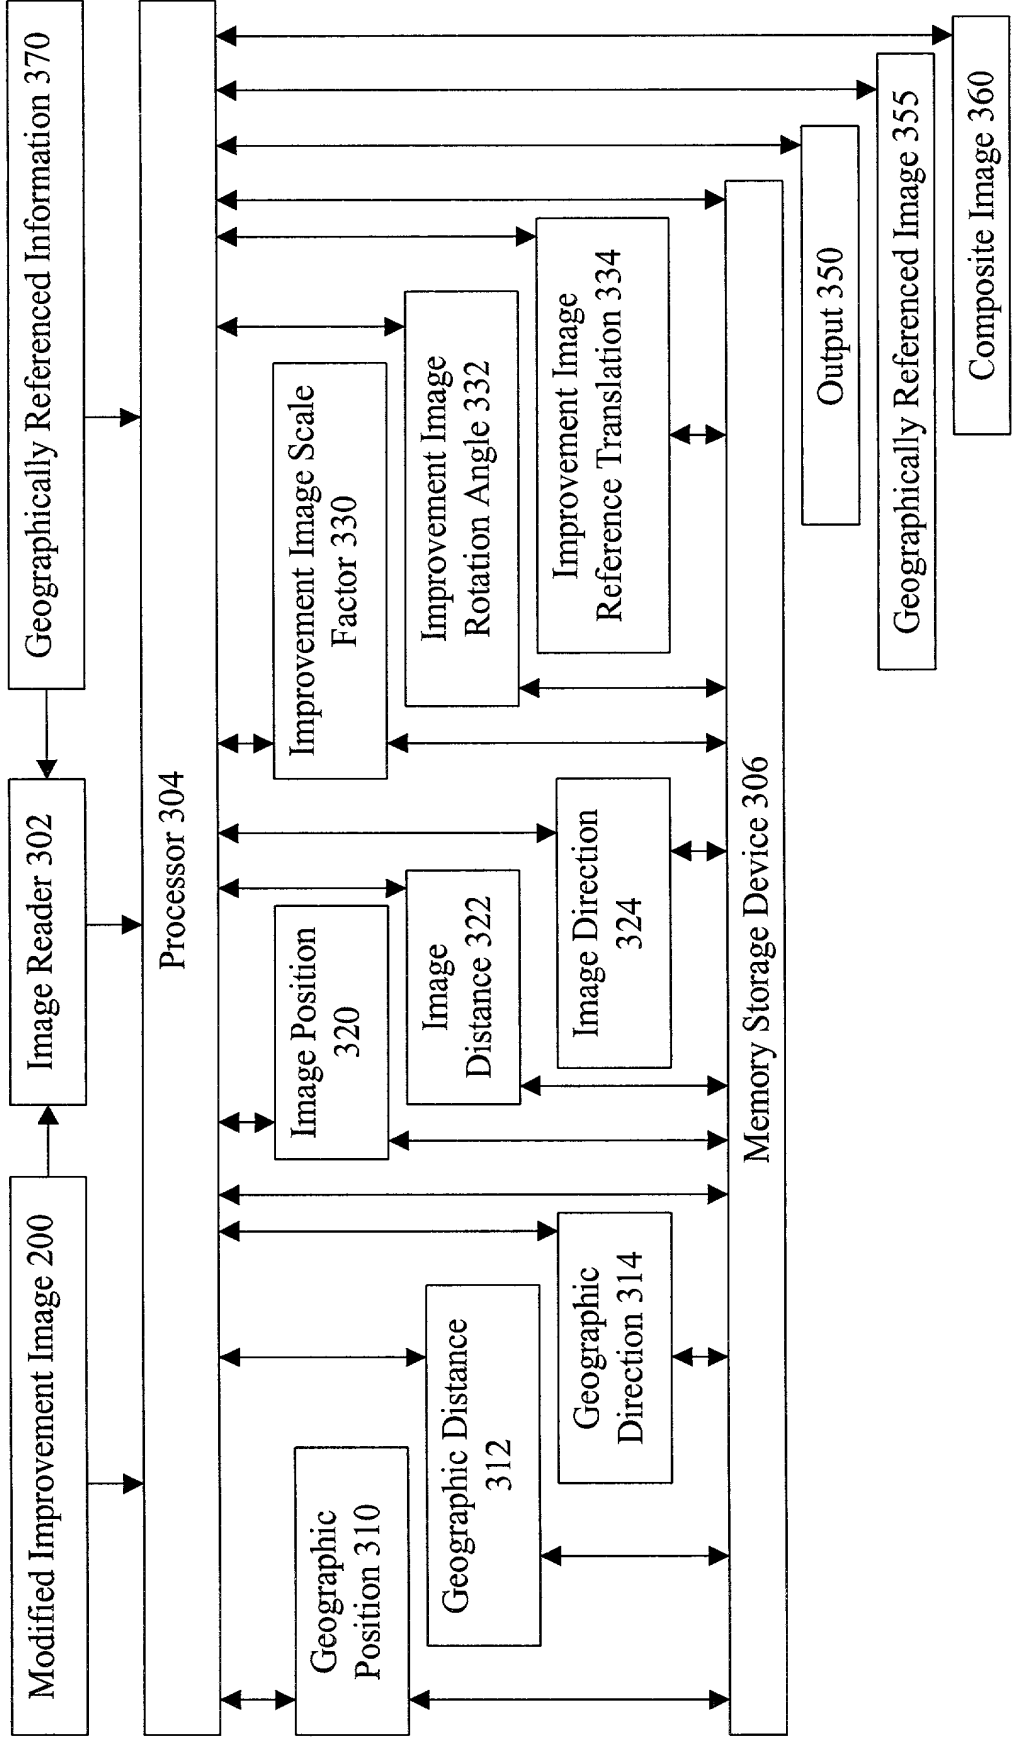 Modified Improvement Image 200
Image Reader 302
Geographically Referenced Information 370
Processor 304
Geographic
Position 310
Geographic Distance
312
Geographic
Direction 314
Image Position
320
Image
Distance 322
Image Direction
324
Improvement Image Scale
Factor 330
Improvement Image
Rotation Angle 332
Improvement Image
Reference Translation 334
Memory Storage Device 306
Output 350
Geographically Referenced Image 355
Composite Image 360